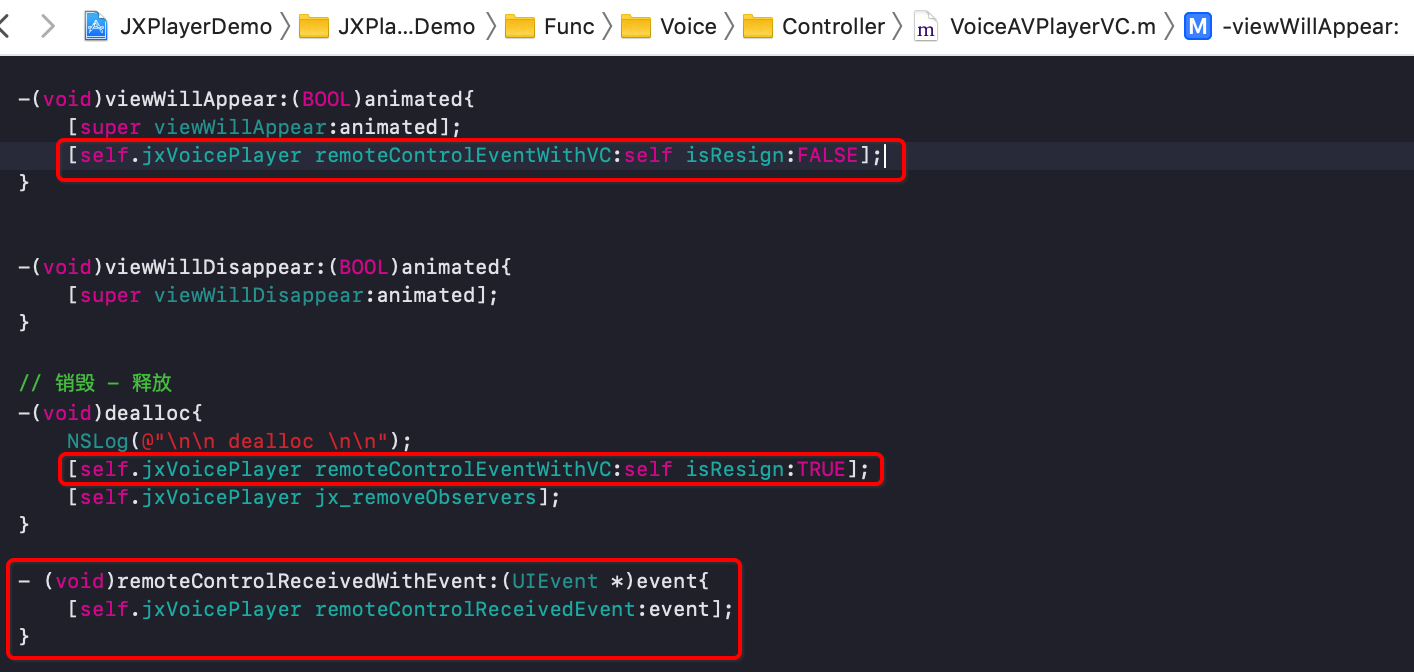 JXPlayerDemo 〉 JXPla...Demo 〉 Func 〉 Voice 〉 Controller 〉 m VoiceAVPlayerVC.m 〉 M -viewWillAppear:
-(void)viewWillAppear:(BOOL)animated{
    [super viewWillAppear:animated];
    [self.jxVoicePlayer remoteControlEventWithVC:self isResign:FALSE];
}
-(void)viewWillDisappear:(BOOL)animated{
    [super viewWillDisappear:animated];
}
// 销毁 - 释放
-(void)dealloc{
    NSLog(@"\n\n dealloc \n\n");
    [self.jxVoicePlayer remoteControlEventWithVC:self isResign:TRUE];
    [self.jxVoicePlayer jx_removeObservers];
}
- (void)remoteControlReceivedWithEvent:(UIEvent *)event{
    [self.jxVoicePlayer remoteControlReceivedEvent:event];
}